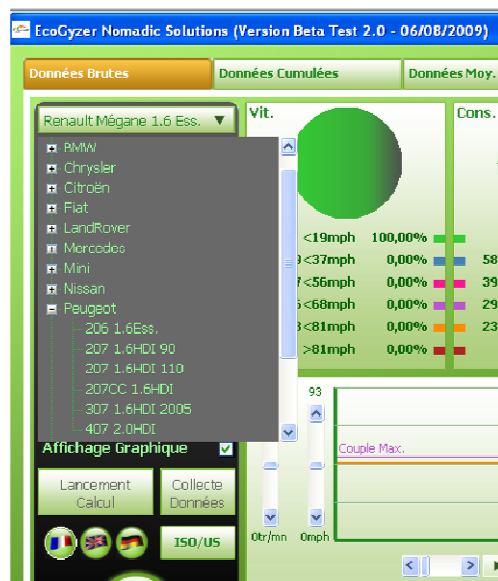 EcoGyzer Nomadic Solutions (Version Beta Test 2.0 - 06/08/2009)
Données Brutes
Données Cumulées
Données Moy.
Renault Mégane 1.6 Ess.
BMW
Chrysler
Citroën
Fiat
LandRover
Mercedes
Mini
Nissan
Peugeot
206 1.6Ess.
207 1.6HDI 90
207 1.6HDI 110
207CC 1.6HDI
307 1.6HDI 2005
407 2.0HDI
Vit.
<19mph 100,00%
<37mph 0,00%
<56mph 0,00%
<68mph 0,00%
<81mph 0,00%
>81mph 0,00%
Cons.
58
39
29
23
93
Couple Max.
0tr/mn
0mph
Affichage Graphique
Lancement
Calcul
Collecte
Données
ISO/US